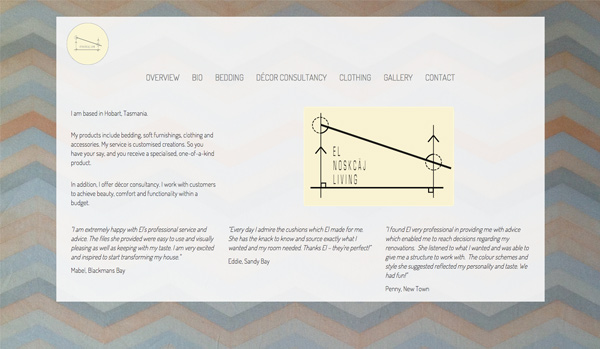 OVERVIEW BIO BEDDING DÉCOR CONSULTANCY CLOTHING GALLERY CONTACT
I am based in Hobart, Tasmania.
My products include bedding, soft furnishings, clothing and
accessories. My service is customised creations. So you
have your say, and you receive a specialised, one-of-a-kind
product.
In addition, I offer décor consultancy. I work with customers
to achieve beauty, comfort and functionality within a
budget.
EL
NOSKCAJ
LIVING
"I am extremely happy with El's professional service and
advice. The files she provided were easy to use and visually
pleasing as well as keeping with my taste. I am very excited
and inspired to start transforming my house."
Mabel, Blackmans Bay
"Every day I admire the cushions which El made for me.
She has the knack to know and source exactly what I
wanted and my room needed. Thanks El – they're perfect!"
Eddie, Sandy Bay
"I found El very professional in providing me with advice
which enabled me to reach decisions regarding my
renovations. She listened to what I wanted and was able to
give me a structure to work with. The colour schemes and
style she suggested reflected my personality and taste. We
had fun!"
Penny, New Town